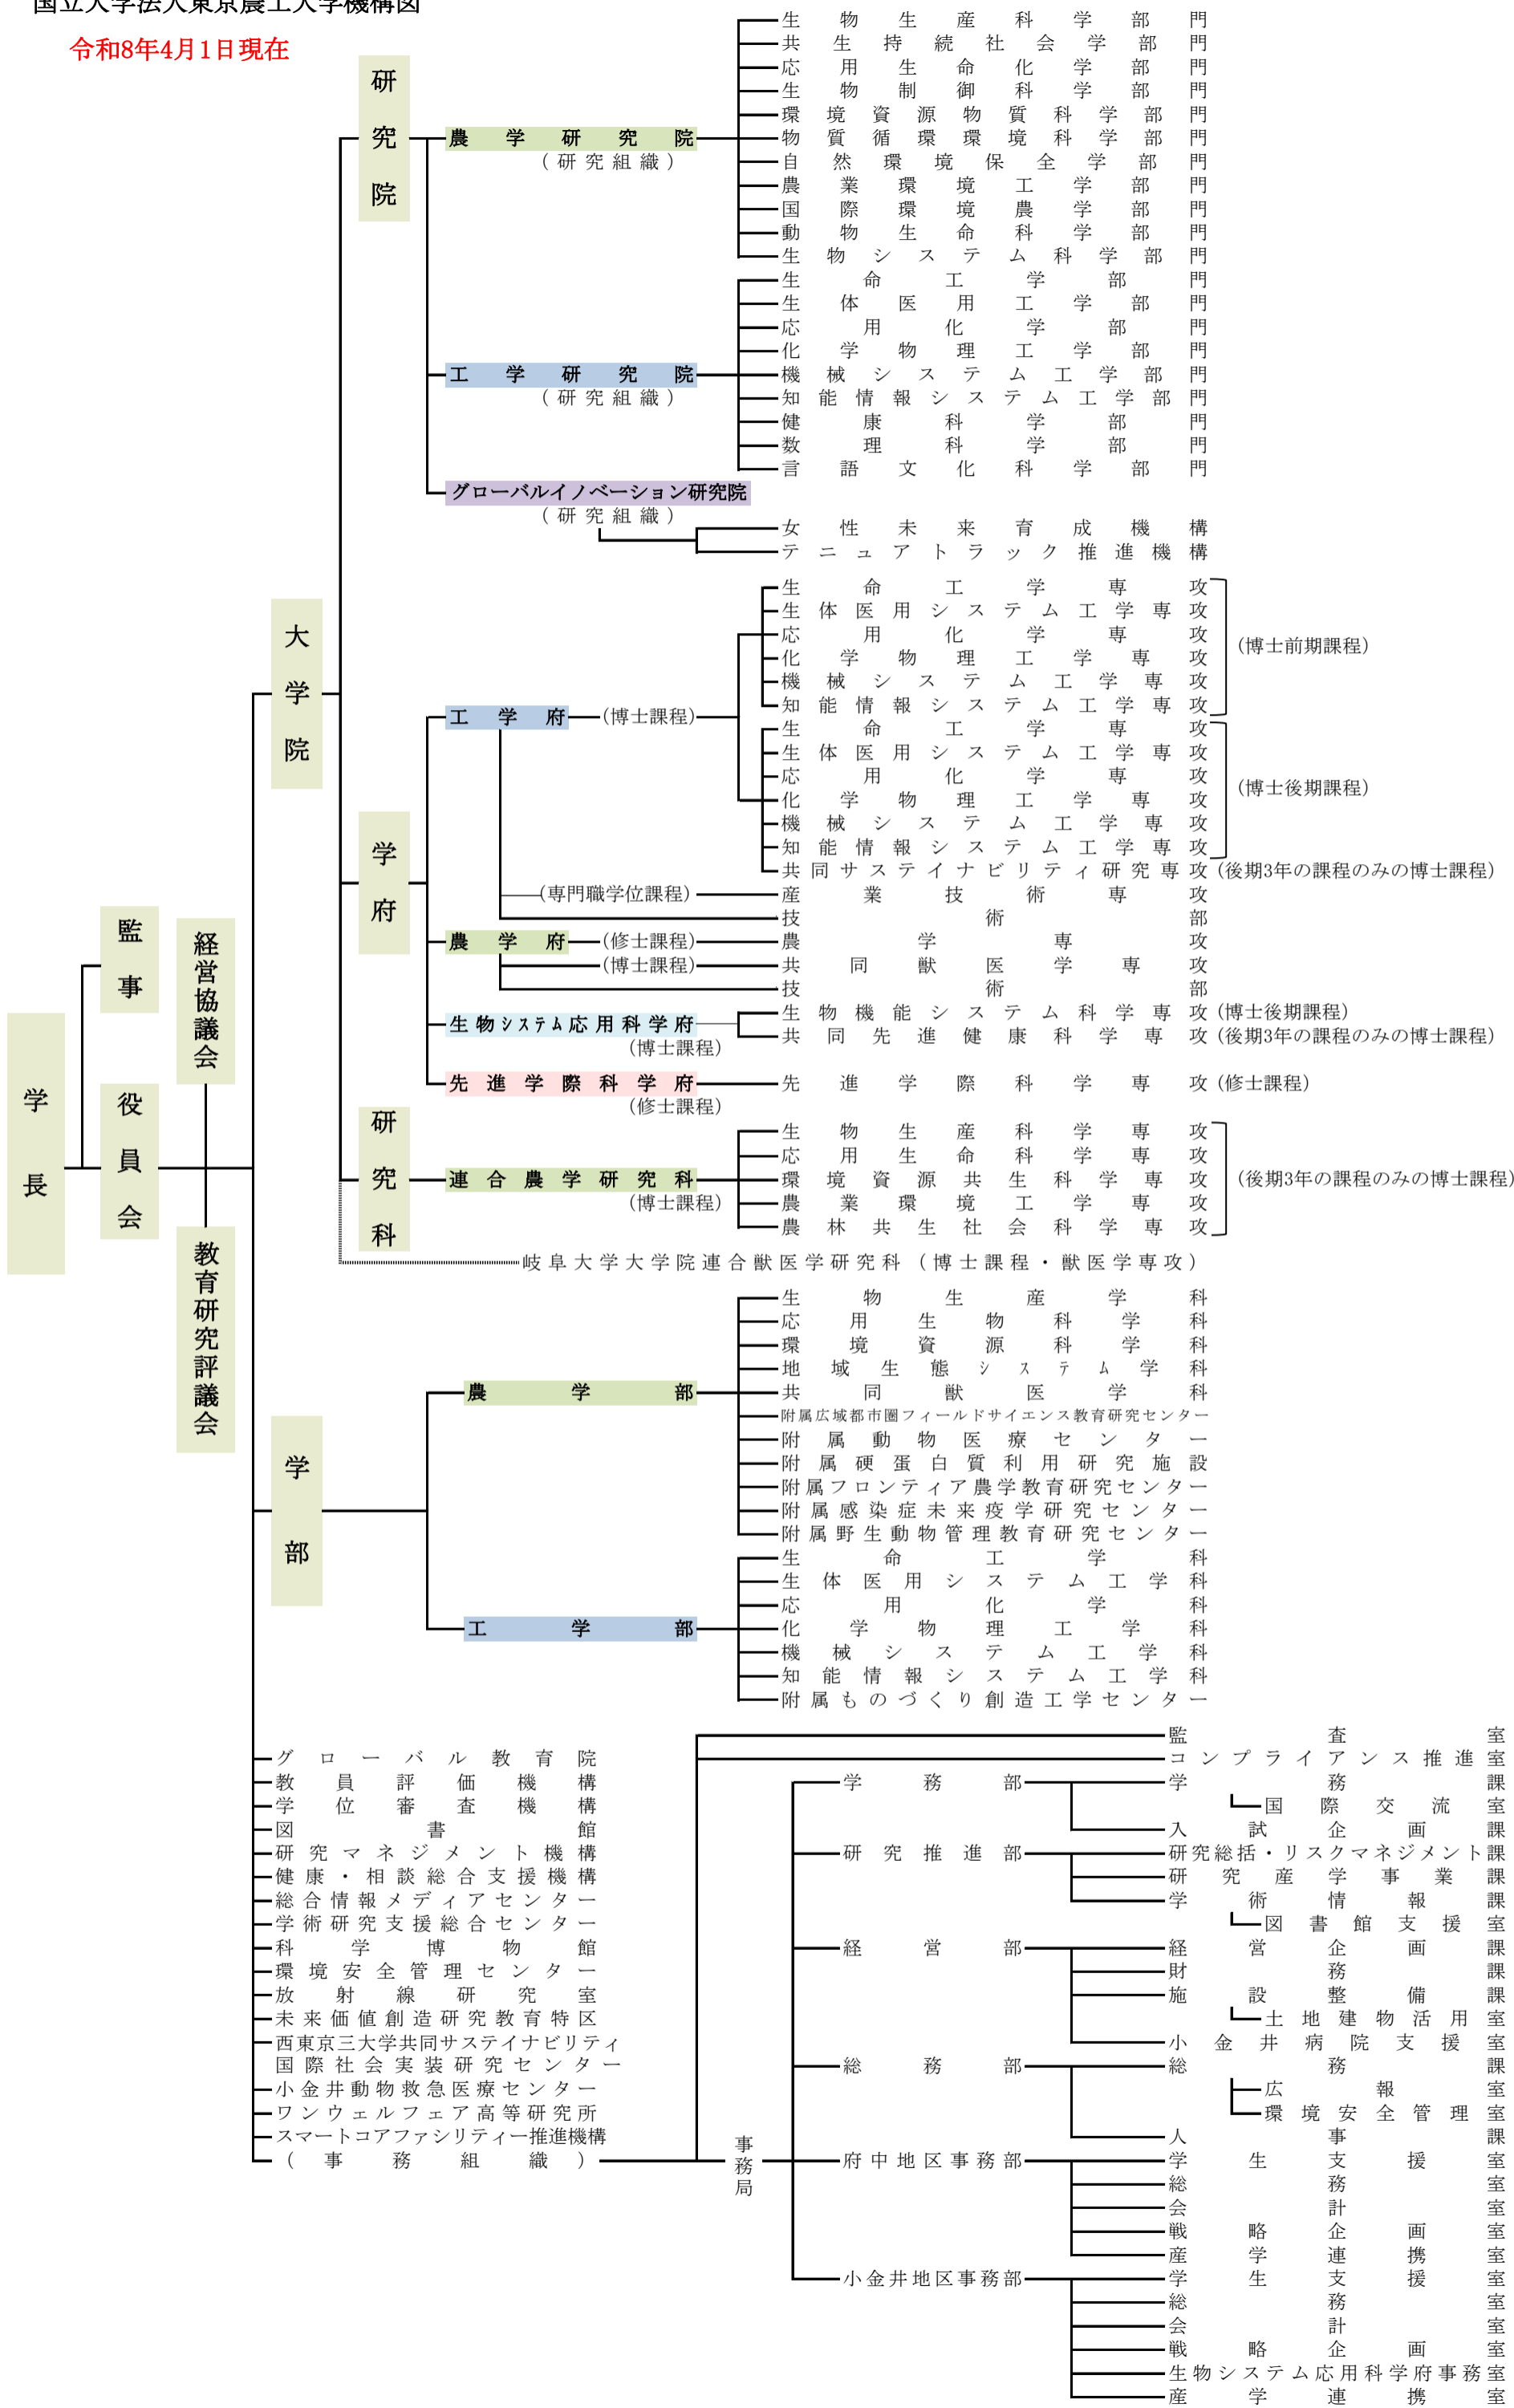 国立大学法人東京農工大学機構図
令和8年4月1日現在
学長
監事
役員会
経営協議会
教育研究評議会
大学院
研究院
農学研究院
(研究組織)
生物生産科学部門
共生持続社会学部門
応用生命化学部門
生物制御科学部門
環境資源物質科学部門
物質循環環境科学部門
自然環境保全学部門
農業環境工学部門
国際環境農学部門
動物生命科学部門
生物システム科学部門
工学研究院
(研究組織)
生命工学部門
生体医用工学部門
応用化学部門
化学物理工学部門
機械システム工学部門
知能情報システム工学部門
健康科学部門
数理科学部門
言語文化科学部門
グローバルイノベーション研究院
(研究組織)
女性未来育成機構
テニュアトラック推進機構
学府
工学府
(博士課程)
生命工学専攻
生体医用システム工学専攻
応用化学専攻
化学物理工学専攻
機械システム工学専攻
知能情報システム工学専攻
(博士前期課程)
生命工学専攻
生体医用システム工学専攻
応用化学専攻
化学物理工学専攻
機械システム工学専攻
知能情報システム工学専攻
(博士後期課程)
共同サステイナビリティ研究専攻(後期3年の課程のみの博士課程)
(専門職学位課程)
産業技術専攻
技術部
農学府
(修士課程)
農学専攻
(博士課程)
共同獣医学専攻
技術部
生物システム応用科学府
(博士課程)
生物機能システム科学専攻(博士後期課程)
共同先進健康科学専攻(後期3年の課程のみの博士課程)
先進学際科学府
(修士課程)
先進学際科学専攻(修士課程)
研究科
連合農学研究科
(博士課程)
生物生産科学専攻
応用生命科学専攻
環境資源共生科学専攻
農業環境工学専攻
農林共生社会科学専攻
(後期3年の課程のみの博士課程)
岐阜大学大学院連合獣医学研究科(博士課程・獣医学専攻)
学部
農学部
生物生産学科
応用生物科学科
環境資源科学科
地域生態システム学科
共同獣医学科
附属広域都市圏フィールドサイエンス教育研究センター
附属動物医療センター
附属硬蛋白質利用研究施設
附属フロンティア農学教育研究センター
附属感染症未来疫学研究センター
附属野生動物管理教育研究センター
工学部
生命工学科
生体医用システム工学科
応用化学科
化学物理工学科
機械システム工学科
知能情報システム工学科
附属ものづくり創造工学センター
グローバル教育院
教員評価機構
学位審査機構
図書館
研究マネジメント機構
健康・相談総合支援機構
総合情報メディアセンター
学術研究支援総合センター
科学博物館
環境安全管理センター
放射線研究室
未来価値創造研究教育特区
西東京三大学共同サステイナビリティ
国際社会実装研究センター
小金井動物救急医療センター
ワンウェルフェア高等研究所
スマートコアファシリティー推進機構
(事務組織)
事務局
監査室
コンプライアンス推進室
学務部
学務課
国際交流室
入試企画課
研究推進部
研究総括・リスクマネジメント課
研究産学事業課
学術情報課
図書館支援室
経営部
経営企画課
財務課
施設整備課
土地建物活用室
小金井病院支援室
総務部
総務課
広報室
環境安全管理室
人事課
府中地区事務部
学生支援室
総務室
会計室
戦略企画室
産学連携室
小金井地区事務部
学生支援室
総務室
会計室
戦略企画室
生物システム応用科学府事務室
産学連携室